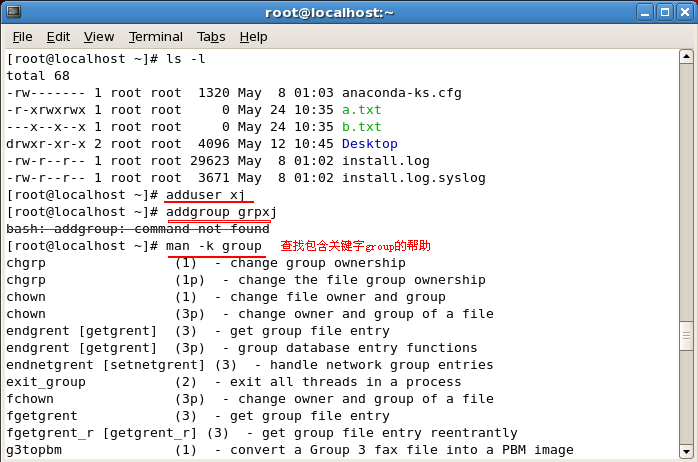 root@localhost:~
File Edit View Terminal Tabs Help
[root@localhost ~]# ls -l
total 68
-rw------- 1 root root  1320 May  8 01:03 anaconda-ks.cfg
-r-xrwxrwx 1 root root     0 May 24 10:35 a.txt
---x--x--x 1 root root     0 May 24 10:35 b.txt
drwxr-xr-x 2 root root  4096 May 12 10:45 Desktop
-rw-r--r-- 1 root root 29623 May  8 01:02 install.log
-rw-r--r-- 1 root root  3671 May  8 01:02 install.log.syslog
[root@localhost ~]# adduser xj
[root@localhost ~]# addgroup grpxj
bash: addgroup: command not found
[root@localhost ~]# man -k group 查找包含关键字group的帮助
chgrp                (1)  - change group ownership
chgrp                (1p)  - change the file group ownership
chown                (1)  - change file owner and group
chown                (3p)  - change owner and group of a file
endgrent [getgrent]  (3)  - get group file entry
endgrent [getgrent]  (3p)  - group database entry functions
endnetgrent [setnetgrent] (3)  - handle network group entries
exit_group           (2)  - exit all threads in a process
fchown               (3p)  - change owner and group of a file
fgetgrent            (3)  - get group file entry
fgetgrent_r [getgrent_r] (3)  - get group file entry reentrantly
g3topbm              (1)  - convert a Group 3 fax file into a PBM image